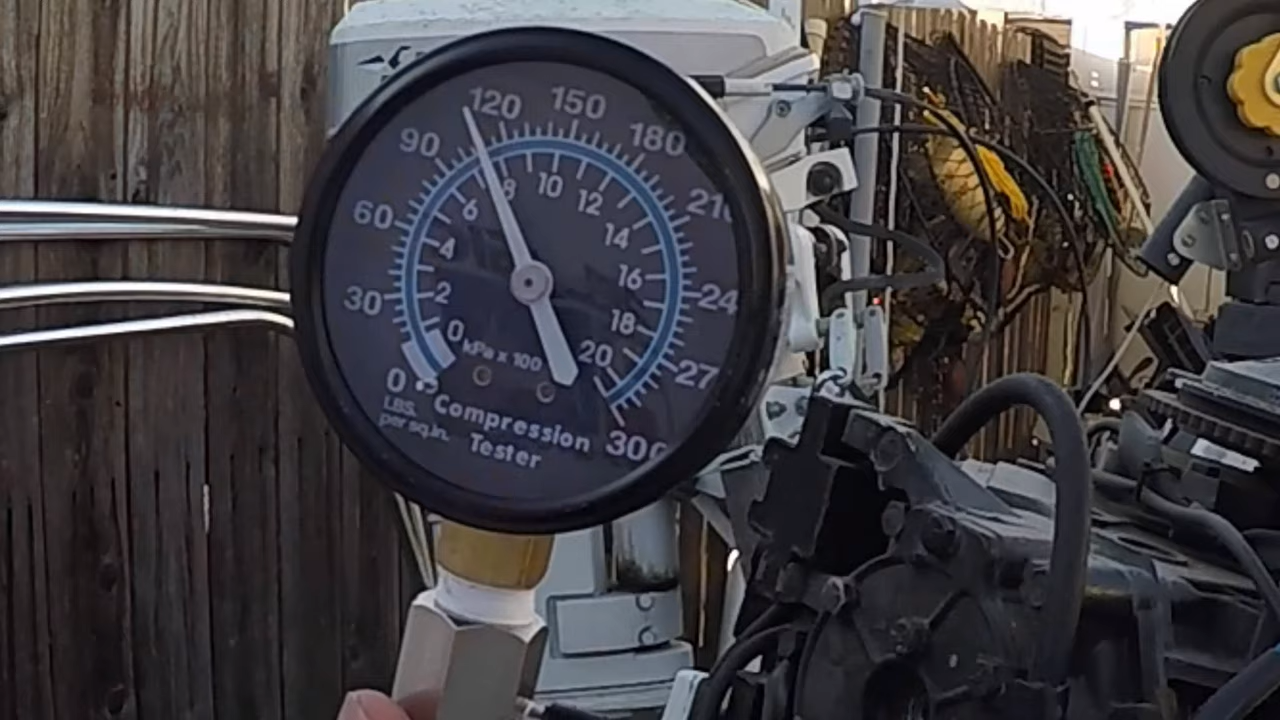 120 150
90 180
60 21
30 24
0 27
300
8 10 12
6 14
4 16
2 18
0 20
kPa x 100
LBS.
per sq.in.
Compression
Tester